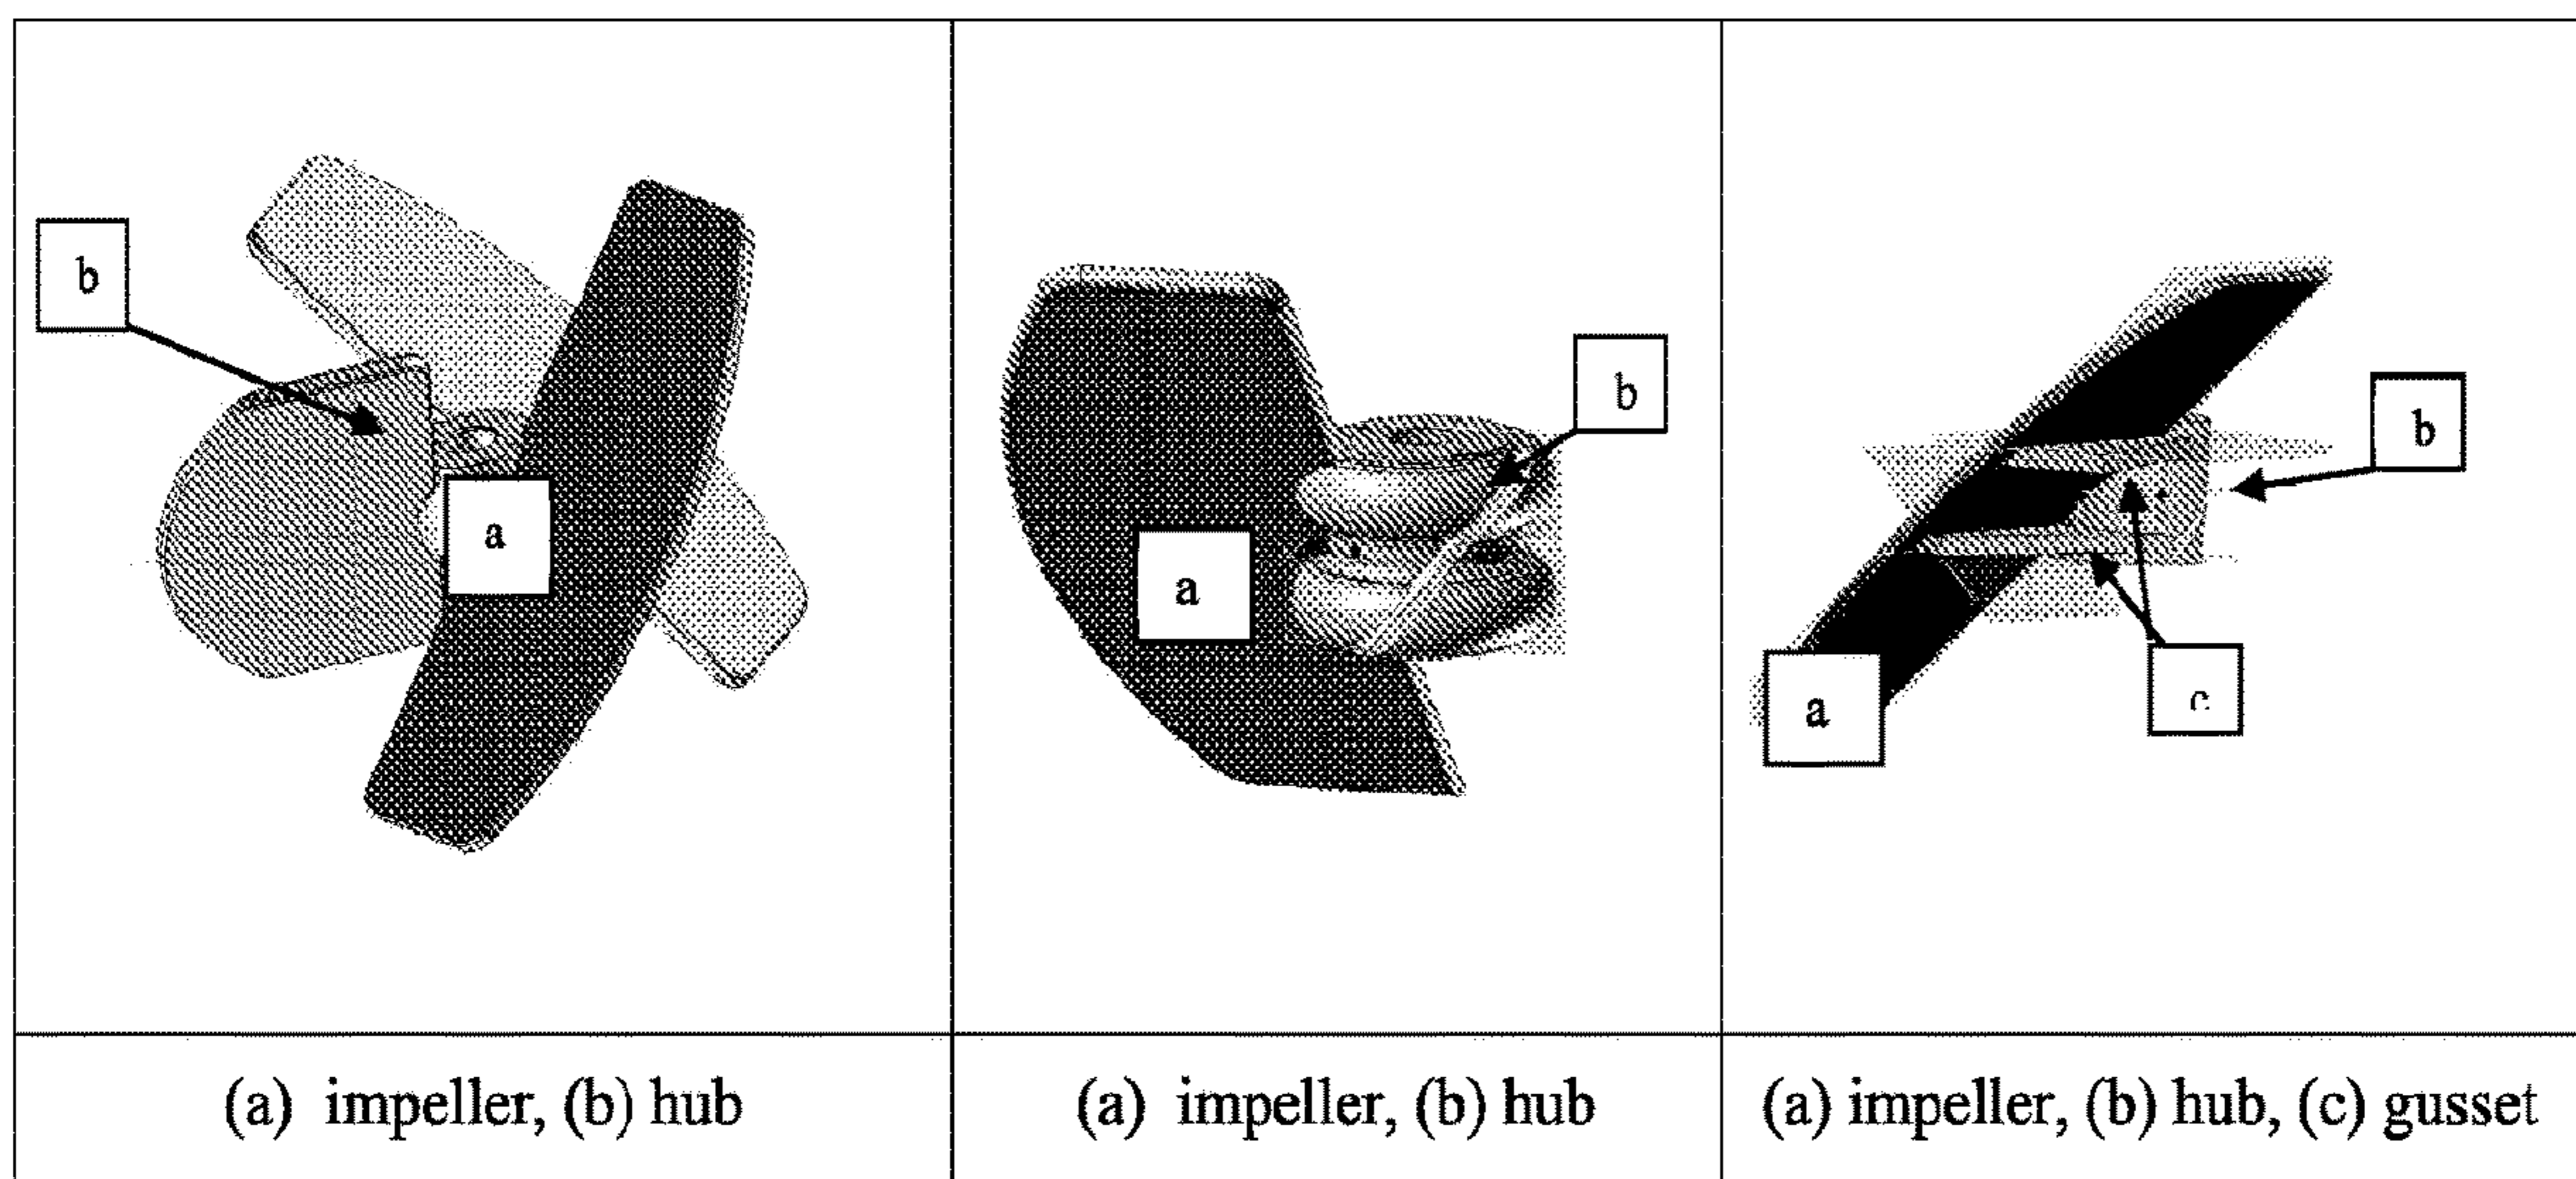 b
a
b
a
b
a
c
(a) impeller, (b) hub
(a) impeller, (b) hub
(a) impeller, (b) hub, (c) gusset